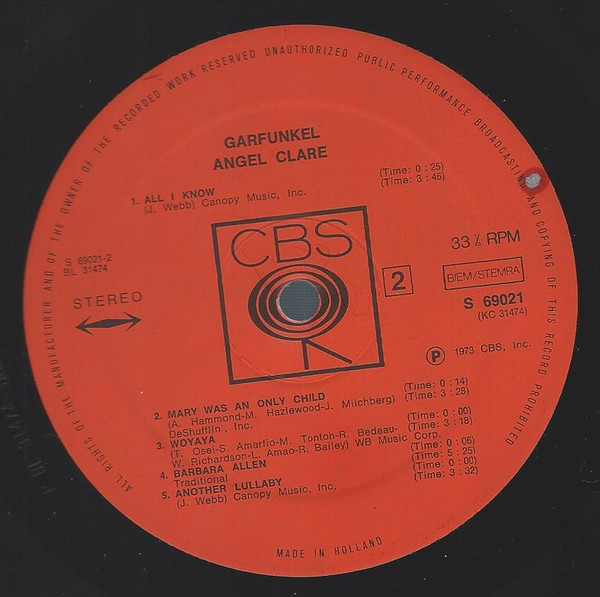 ALL RIGHTS OF THE MANUFACTURER AND OF THE OWNER OF THE RECORDED WORK RESERVED UNAUTHORIZED PUBLIC PERFORMANCE BROADCASTING AND COPYING OF THIS RECORD PROHIBITED
GARFUNKEL
ANGEL CLARE
(Time: 0 : 25)
1. ALL I KNOW (Time: 3 : 46)
(J. Webb) Canopy Music, Inc.
CBS
S 69021-2
BL 31474
STEREO
2
33⅓ RPM
BIEM/STEMRA
S 69021
(KC 31474)
Ⓟ 1973 CBS, Inc.
(Time: 0 : 14)
2. MARY WAS AN ONLY CHILD (Time: 3 : 28)
(A. Hammond-M. Hazlewood-J. Milchberg)
DeShufflin', Inc. (Time: 0 : 00)
3. WOYAYA (Time: 3 : 18)
(T. Osei-S. Amarfio-M. Tontoh-R. Bedeau-
W. Richardson-L. Amao-R. Bailey) WB Music Corp.
(Time: 0 : 06)
4. BARBARA ALLEN (Time: 5 : 25)
Traditional) (Time: 0 : 00)
5. ANOTHER LULLABY (Time: 3 : 32)
(J. Webb) Canopy Music, Inc.
MADE IN HOLLAND